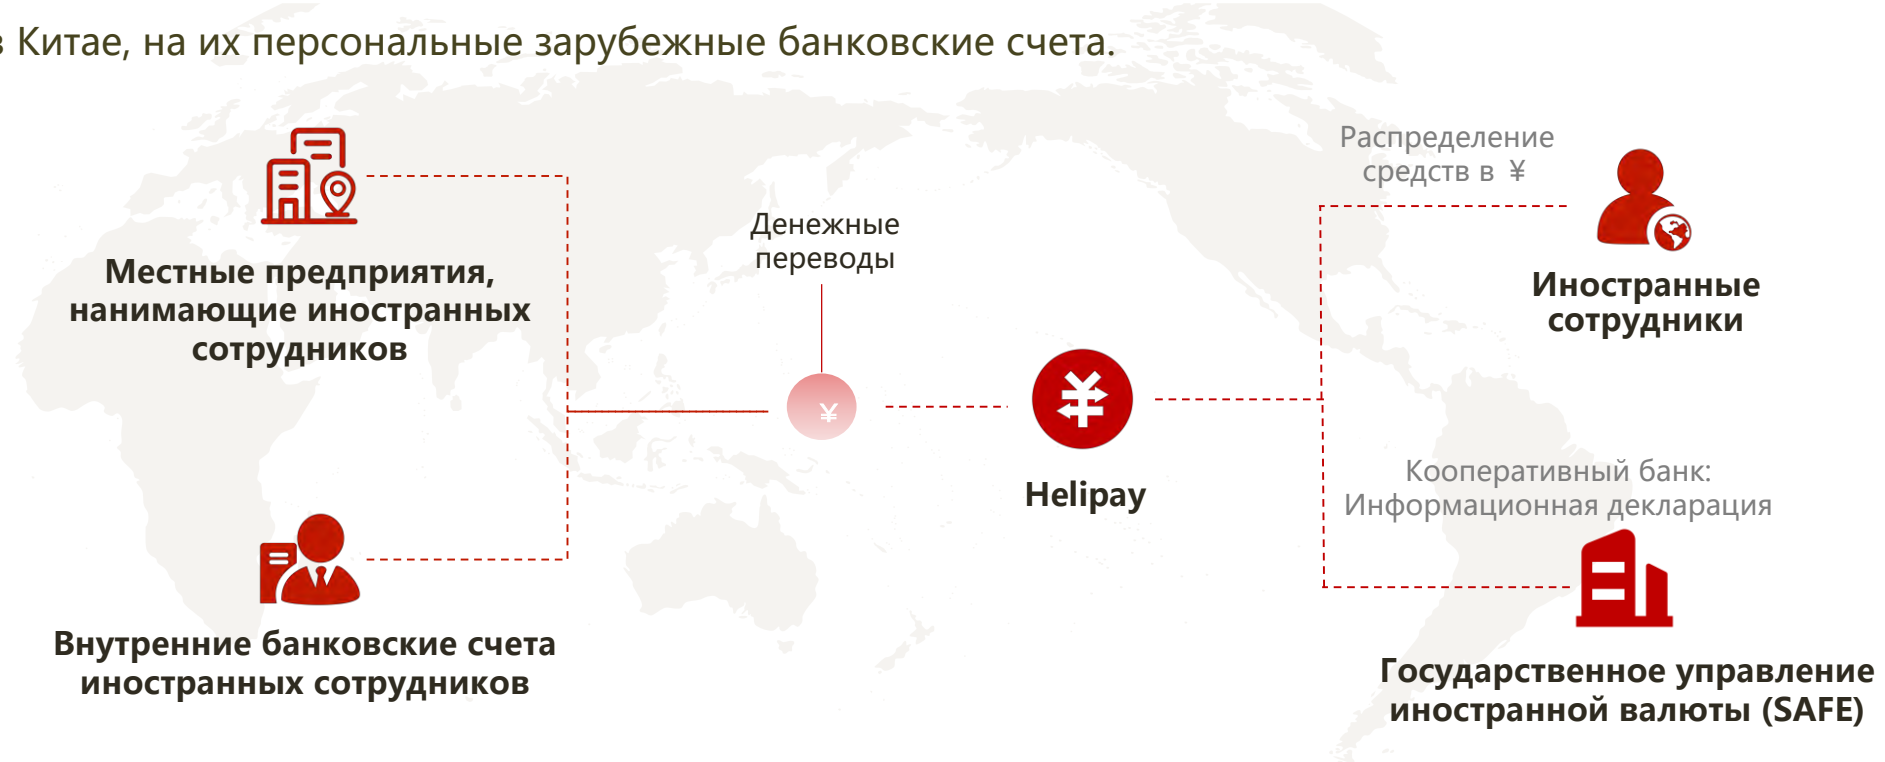 в Китае, на их персональные зарубежные банковские счета.
Распределение
средств в ¥
Денежные
переводы
Местные предприятия,
нанимающие иностранных
сотрудников
Иностранные
сотрудники
¥
Helipay
Кооперативный банк:
Информационная декларация
Внутренние банковские счета
иностранных сотрудников
Государственное управление
иностранной валюты (SAFE)